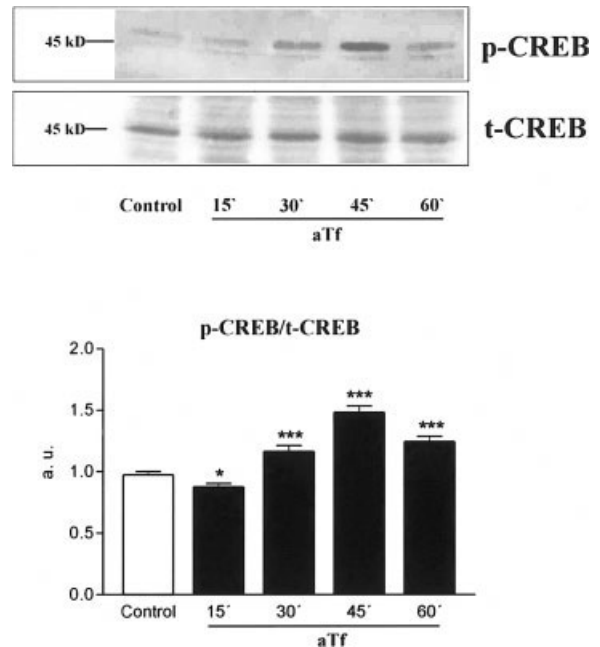 45 kD p-CREB
45 kD t-CREB
Control 15` 30` 45` 60`
aTf
p-CREB/t-CREB
2.0
1.5
1.0
0.5
0.0
a. u.
* *** *** ***
Control 15´ 30´ 45´ 60´
aTf